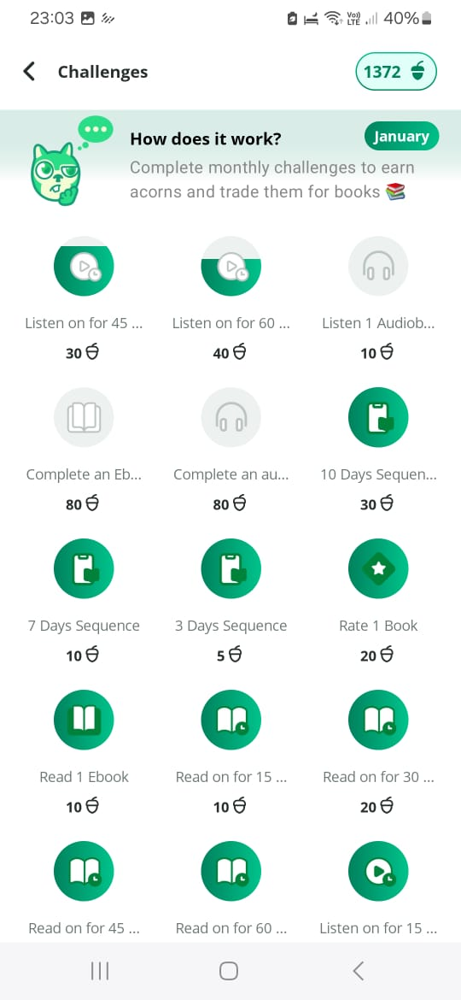 23:03
Vo))
LTE
40%
Challenges
1372
How does it work?
January
Complete monthly challenges to earn
acorns and trade them for books
Listen on for 45 ...
Listen on for 60 ...
Listen 1 Audiob...
30
40
10
Complete an Eb...
Complete an au...
10 Days Sequen...
80
80
30
7 Days Sequence
3 Days Sequence
Rate 1 Book
10
5
20
Read 1 Ebook
Read on for 15 ...
Read on for 30 ...
10
10
20
Read on for 45 ...
Read on for 60 ...
Listen on for 15 ...